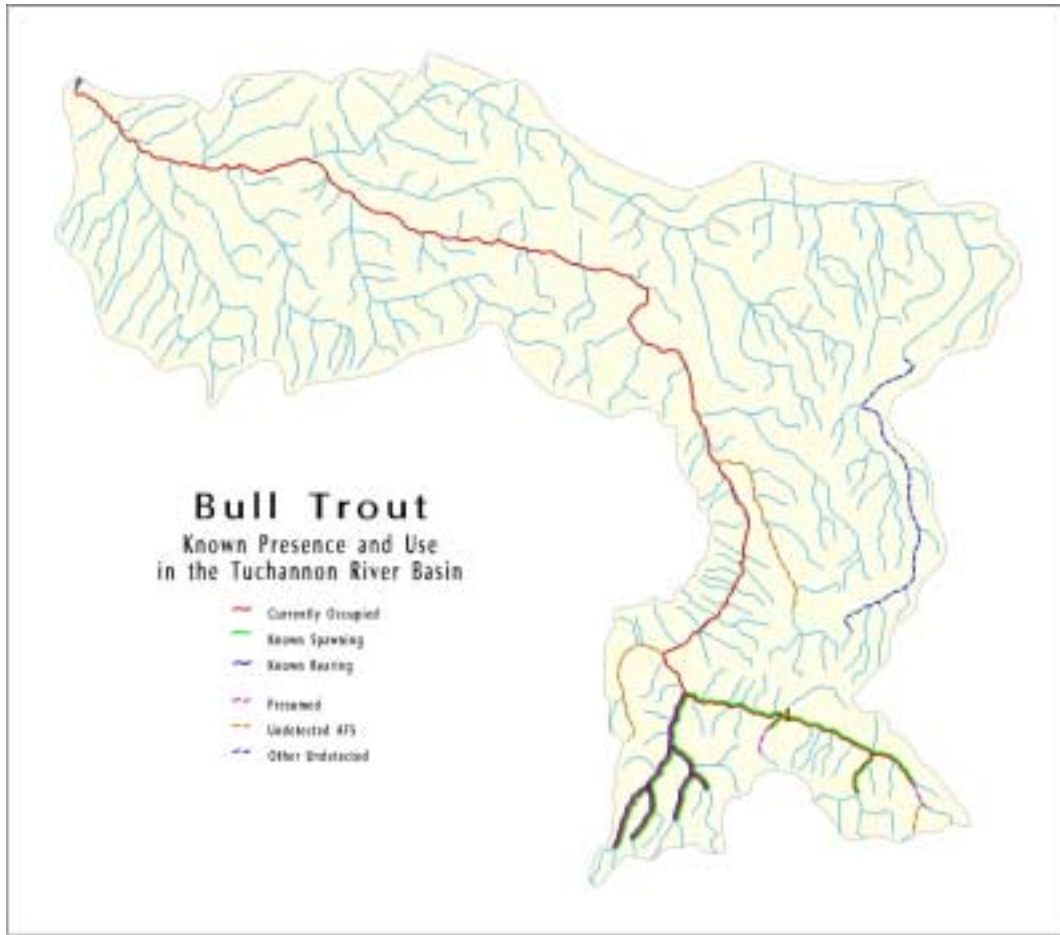 Bull Trout
Known Presence and Use
in the Tuchannon River Basin
Currently Occupied
Known Spawning
Known Rearing
Presumed
Undetected AFS
Other Undetected